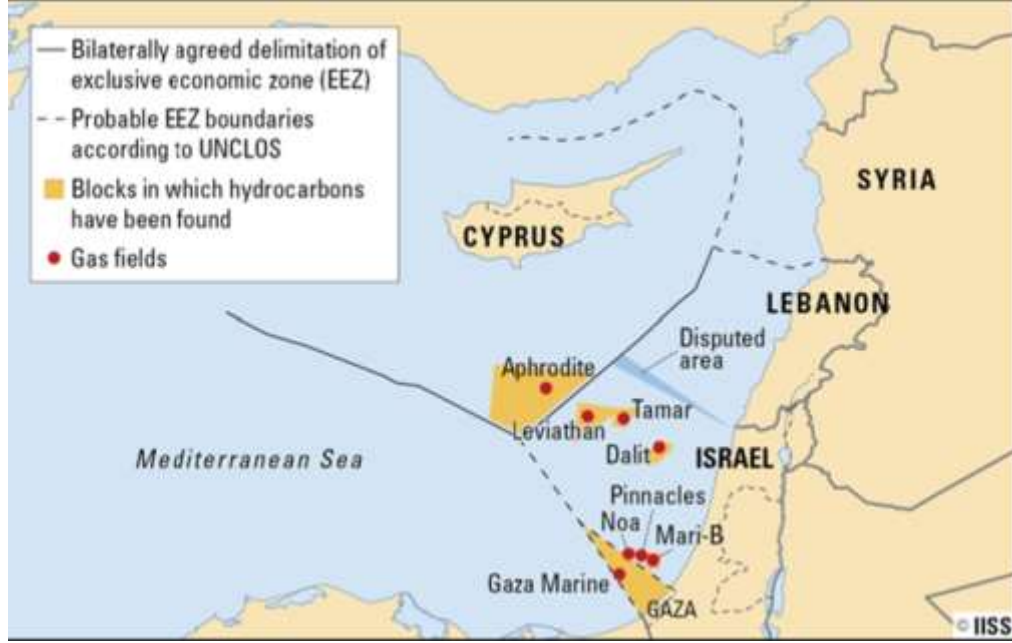 Bilaterally agreed delimitation of
exclusive economic zone (EEZ)
Probable EEZ boundaries
according to UNCLOS
Blocks in which hydrocarbons
have been found
Gas fields
SYRIA
CYPRUS
LEBANON
Disputed
area
Aphrodite
Tamar
Leviathan
Dalit
ISRAEL
Mediterranean Sea
Pinnacles
Noa
Mari-B
Gaza Marine
GAZA
© IISS